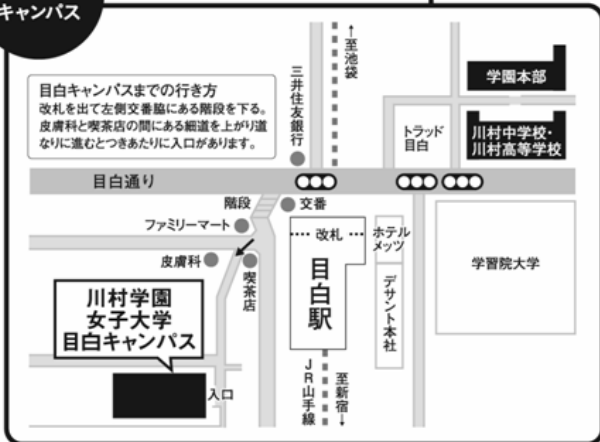 キャンパス
目白キャンパスまでの行き方
改札を出て左側交番脇にある階段を下る。
皮膚科と喫茶店の間にある細道を上がり道
なりに進むとつきあたりに入口があります。
三井住友銀行
←至池袋
トラッド
目白
学園本部
川村中学校・
川村高等学校
目白通り
階段
交番
ファミリーマート
皮膚科
喫茶店
改札
目白駅
ホテル
メッツ
デサント本社
学習院大学
川村学園
女子大学
目白キャンパス
入口
JR山手線
至新宿→